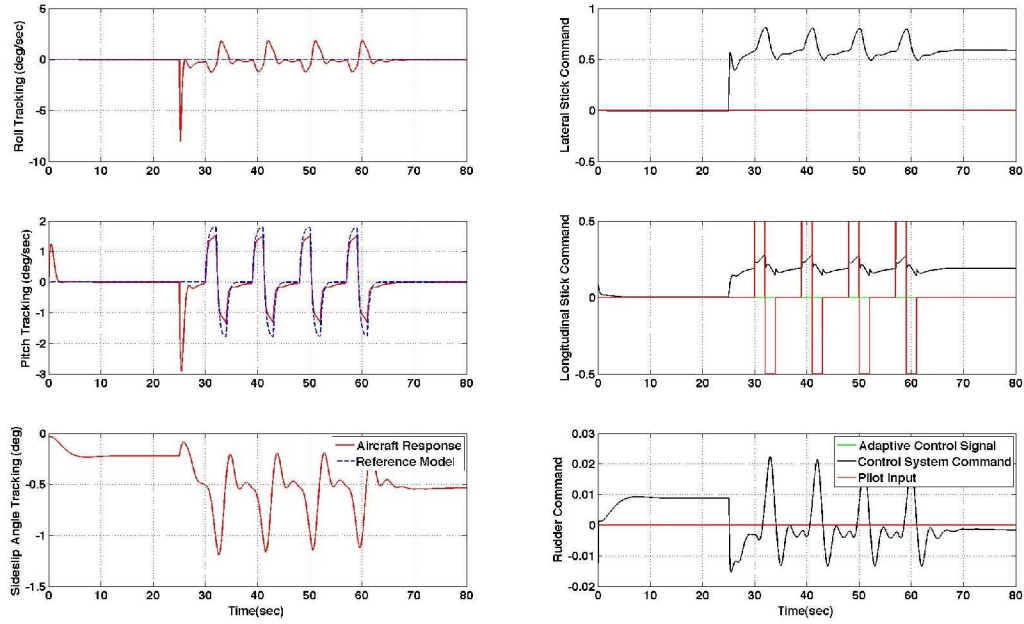 5
0
-5
-10
Roll Tracking (deg/sec)
0 10 20 30 40 50 60 70 80
1
0.5
0
-0.5
Lateral Stick Command
0 10 20 30 40 50 60 70 80
2
1
0
-1
-2
-3
Pitch Tracking (deg/sec)
0 10 20 30 40 50 60 70 80
0.5
0
-0.5
Longitudinal Stick Command
0 10 20 30 40 50 60 70 80
0
-0.5
-1
-1.5
Sideslip Angle Tracking (deg)
Aircraft Response
Reference Model
0 10 20 30 40 50 60 70 80
Time(sec)
0.03
0.02
0.01
0
-0.01
-0.02
Rudder Command
Adaptive Control Signal
Control System Command
Pilot Input
0 10 20 30 40 50 60 70 80
Time(sec)